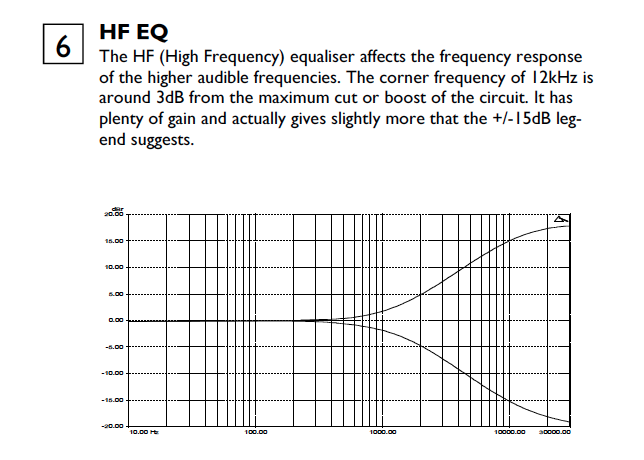 6
HF EQ
The HF (High Frequency) equaliser affects the frequency response
of the higher audible frequencies. The corner frequency of 12kHz is
around 3dB from the maximum cut or boost of the circuit. It has
plenty of gain and actually gives slightly more that the +/-15dB leg-
end suggests.
dBr
20.00
15.00
10.00
5.00
0.00
-5.00
-10.00
-15.00
-20.00
10.00 Hz 100.00 1000.00 10000.00 30000.00